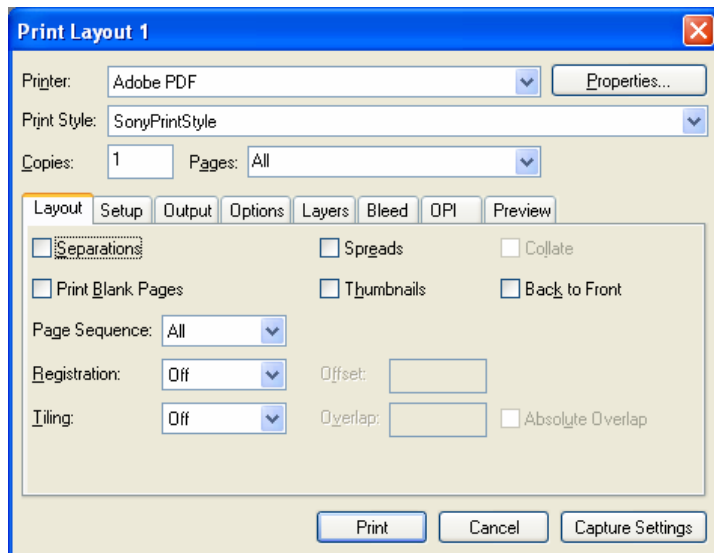 Print Layout 1
Printer: Adobe PDF Properties...
Print Style: SonyPrintStyle
Copies: 1 Pages: All
Layout Setup Output Options Layers Bleed OPI Preview
Separations Spreads Collate
Print Blank Pages Thumbnails Back to Front
Page Sequence: All
Registration: Off Offset:
Tiling: Off Overlap: Absolute Overlap
Print Cancel Capture Settings